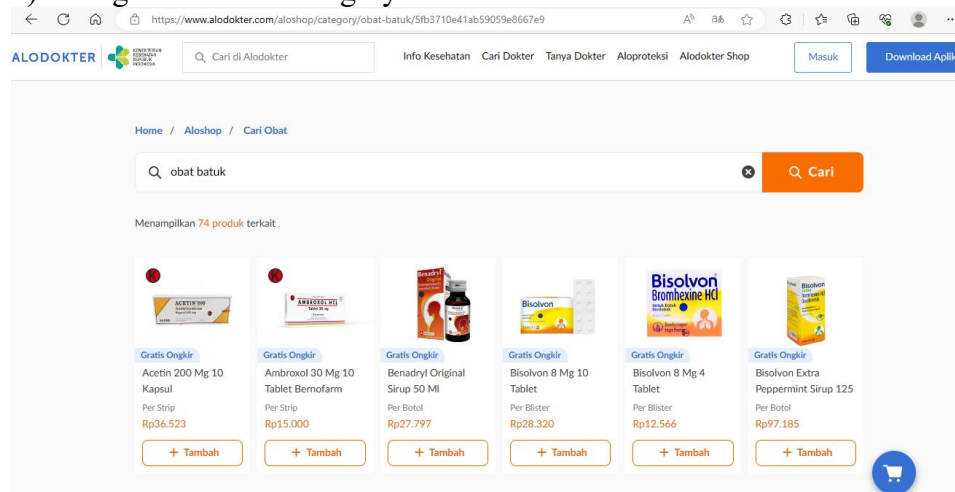 https://www.alodokter.com/aloshop/category/obat-batuk/5fb3710e41ab59059e8667e9
ALODOKTER
KEMENTERIAN
KESEHATAN
REPUBLIK
INDONESIA
Cari di Alodokter
Info Kesehatan Cari Dokter Tanya Dokter Aloproteksi Alodokter Shop
Masuk
Download Aplik
Home / Aloshop / Cari Obat
obat batuk
Cari
Menampilkan 74 produk terkait
K
ACETIN 200
K
AMBROXOL HCl
Benadryl
Original
Bisolvon
Bisolvon
Bromhexine HCl
Bisolvon
Gratis Ongkir
Acetin 200 Mg 10
Kapsul
Per Strip
Rp36.523
+ Tambah
Gratis Ongkir
Ambroxol 30 Mg 10
Tablet Bernofarm
Per Strip
Rp15.000
+ Tambah
Gratis Ongkir
Benadryl Original
Sirup 50 Ml
Per Botol
Rp27.797
+ Tambah
Gratis Ongkir
Bisolvon 8 Mg 10
Tablet
Per Blister
Rp28.320
+ Tambah
Gratis Ongkir
Bisolvon 8 Mg 4
Tablet
Per Blister
Rp12.566
+ Tambah
Gratis Ongkir
Bisolvon Extra
Peppermint Sirup 125
Per Botol
Rp97.185
+ Tambah